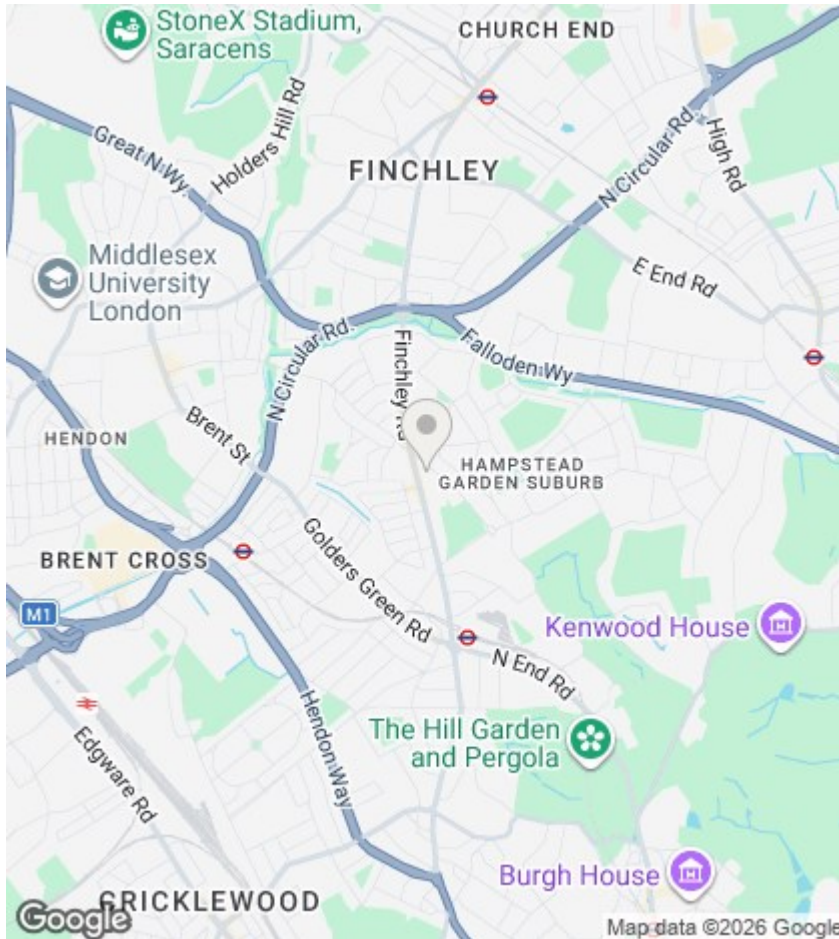 StoneX Stadium,
Saracens
CHURCH END
Great N Wy
Holders Hill Rd
FINCHLEY
N Circular Rd.
High Rd
Middlesex
University
London
E End Rd
N Circular Rd.
Finchley Rd
Falloden Wy
HENDON
Brent St
HAMPSTEAD
GARDEN SUBURB
BRENT CROSS
Golders Green Rd
M1
N End Rd
Kenwood House
Edgware Rd
Hendon Way
The Hill Garden
and Pergola
Burgh House
CRICKLEWOOD
Google
Map data ©2026 Google